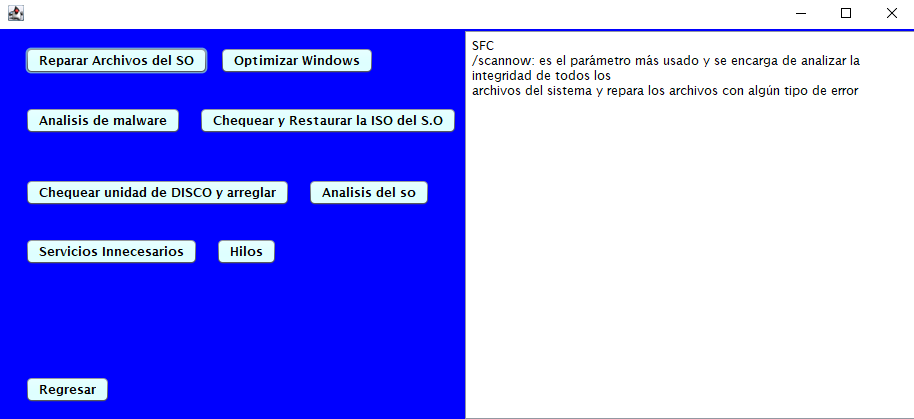 Reparar Archivos del SO
Optimizar Windows
Analisis de malware
Chequear y Restaurar la ISO del S.O
Chequear unidad de DISCO y arreglar
Analisis del so
Servicios Innecesarios
Hilos
Regresar
SFC
/scannow: es el parámetro más usado y se encarga de analizar la
integridad de todos los
archivos del sistema y repara los archivos con algún tipo de error